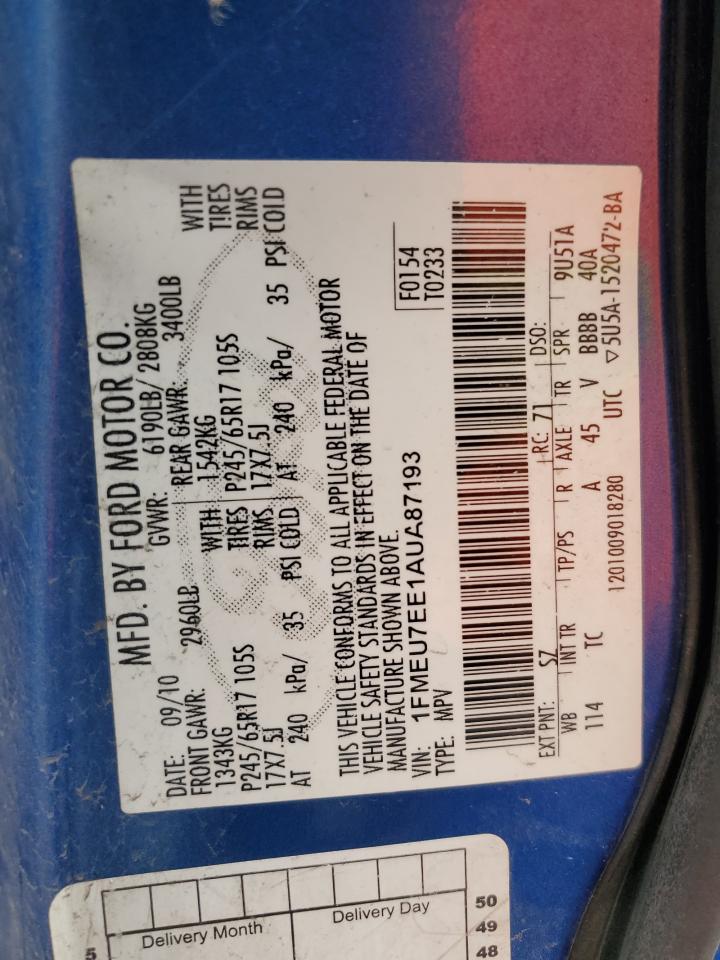 MFD. BY FORD MOTOR CO.
DATE: 09/10 GVWR: 6190LB/ 2808KG
FRONT GAWR: 2960LB REAR GAWR: 3400LB
1343KG WITH 1542KG WITH
P245/65R17 105S TIRES P245/65R17 105S TIRES
17X7.5J RIMS 17X7.5J RIMS
AT 240 kPa/ 35 PSI COLD AT 240 kPa/ 35 PSI COLD
THIS VEHICLE CONFORMS TO ALL APPLICABLE FEDERAL MOTOR
VEHICLE SAFETY STANDARDS IN EFFECT ON THE DATE OF
MANUFACTURE SHOWN ABOVE.
VIN: 1FMEU7EE1AUA87193
TYPE: MPV
F0154
T0233
EXT PNT: SZ RC: 71 DSO:
WB INT TR TP/PS R AXLE TR SPR 9U51A
114 TC A 45 V BBBB 40A
1201009018280 UTC ▽5U5A-1520472-BA
Delivery Month
Delivery Day
5
50
49
48